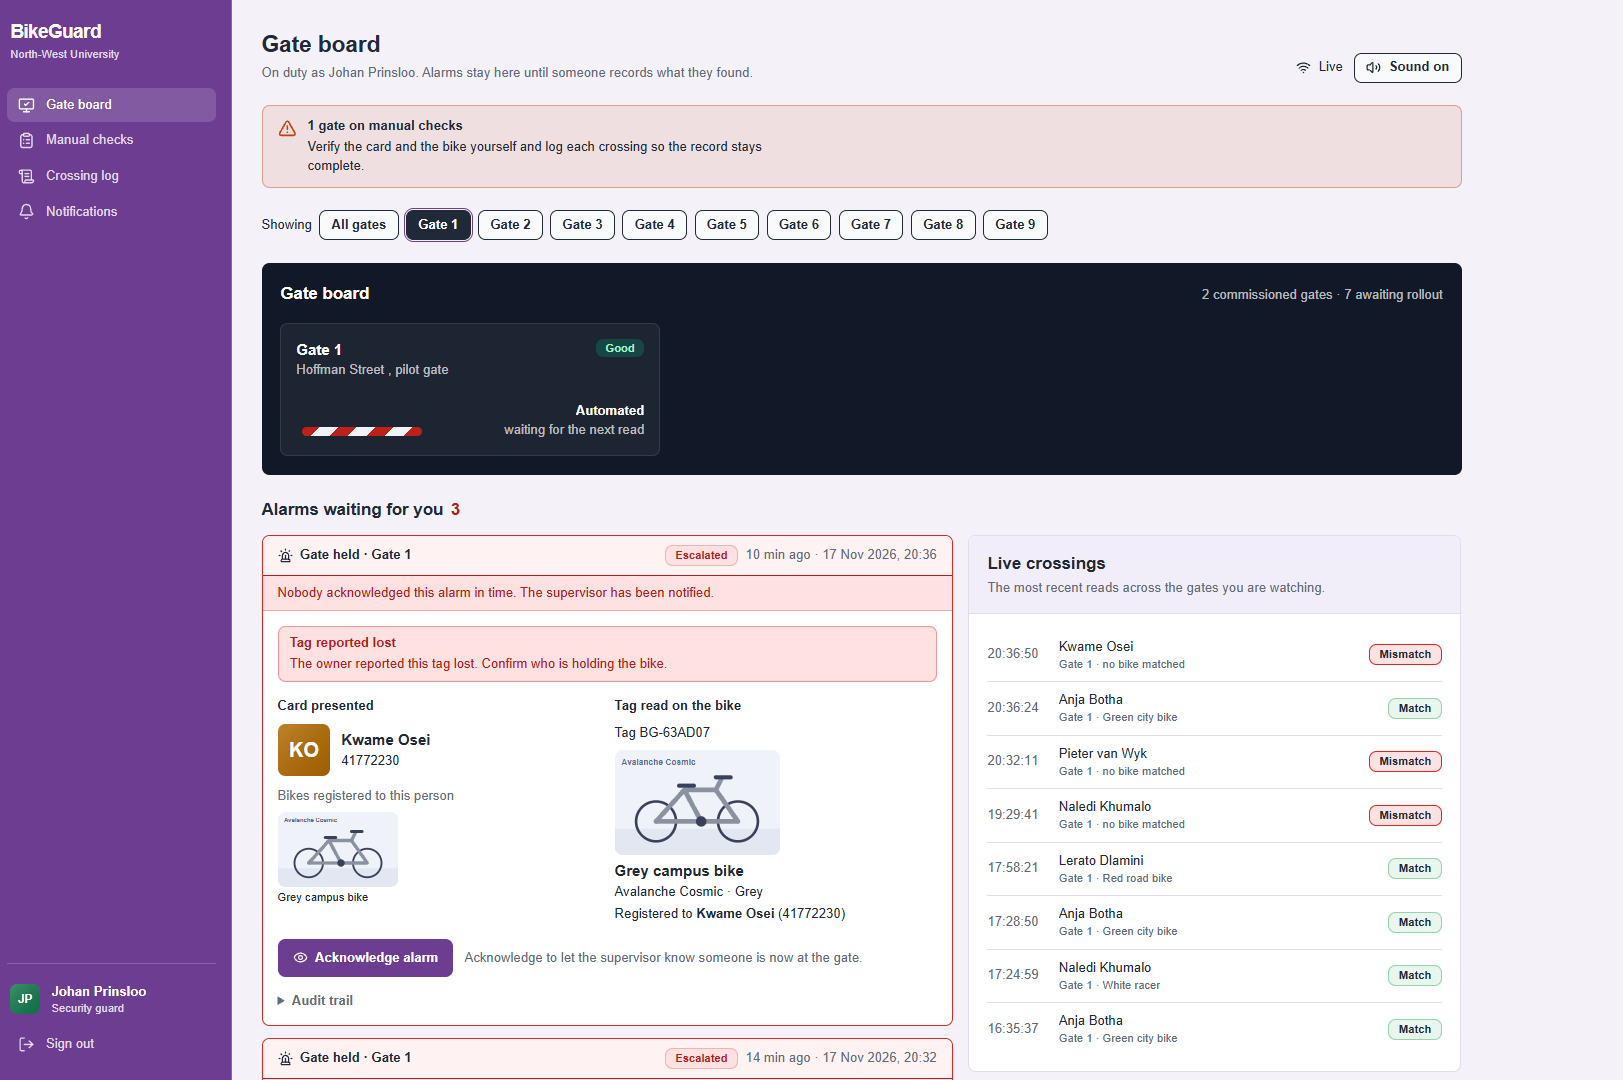 BikeGuard
North-West University
Gate board
Manual checks
Crossing log
Notifications
Johan Prinsloo
JP
Security guard
Sign out
Gate board
On duty as Johan Prinsloo. Alarms stay here until someone records what they found.
Live
Sound on
1 gate on manual checks
Verify the card and the bike yourself and log each crossing so the record stays
complete.
Showing
All gates
Gate 1
Gate 2
Gate 3
Gate 4
Gate 5
Gate 6
Gate 7
Gate 8
Gate 9
Gate board
2 commissioned gates · 7 awaiting rollout
Gate 1
Good
Hoffman Street , pilot gate
Automated
waiting for the next read
Alarms waiting for you 3
Gate held · Gate 1
Escalated
10 min ago · 17 Nov 2026, 20:36
Nobody acknowledged this alarm in time. The supervisor has been notified.
Tag reported lost
The owner reported this tag lost. Confirm who is holding the bike.
Card presented
KO
Kwame Osei
41772230
Bikes registered to this person
Avalanche Cosmic
Grey campus bike
Tag read on the bike
Tag BG-63AD07
Avalanche Cosmic
Grey campus bike
Avalanche Cosmic · Grey
Registered to Kwame Osei (41772230)
Acknowledge alarm
Acknowledge to let the supervisor know someone is now at the gate.
Audit trail
Gate held · Gate 1
Escalated
14 min ago · 17 Nov 2026, 20:32
Live crossings
The most recent reads across the gates you are watching.
20:36:50
Kwame Osei
Gate 1 · no bike matched
Mismatch
20:36:24
Anja Botha
Gate 1 · Green city bike
Match
20:32:11
Pieter van Wyk
Gate 1 · no bike matched
Mismatch
19:29:41
Naledi Khumalo
Gate 1 · no bike matched
Mismatch
17:58:21
Lerato Dlamini
Gate 1 · Red road bike
Match
17:28:50
Anja Botha
Gate 1 · Green city bike
Match
17:24:59
Naledi Khumalo
Gate 1 · White racer
Match
16:35:37
Anja Botha
Gate 1 · Green city bike
Match